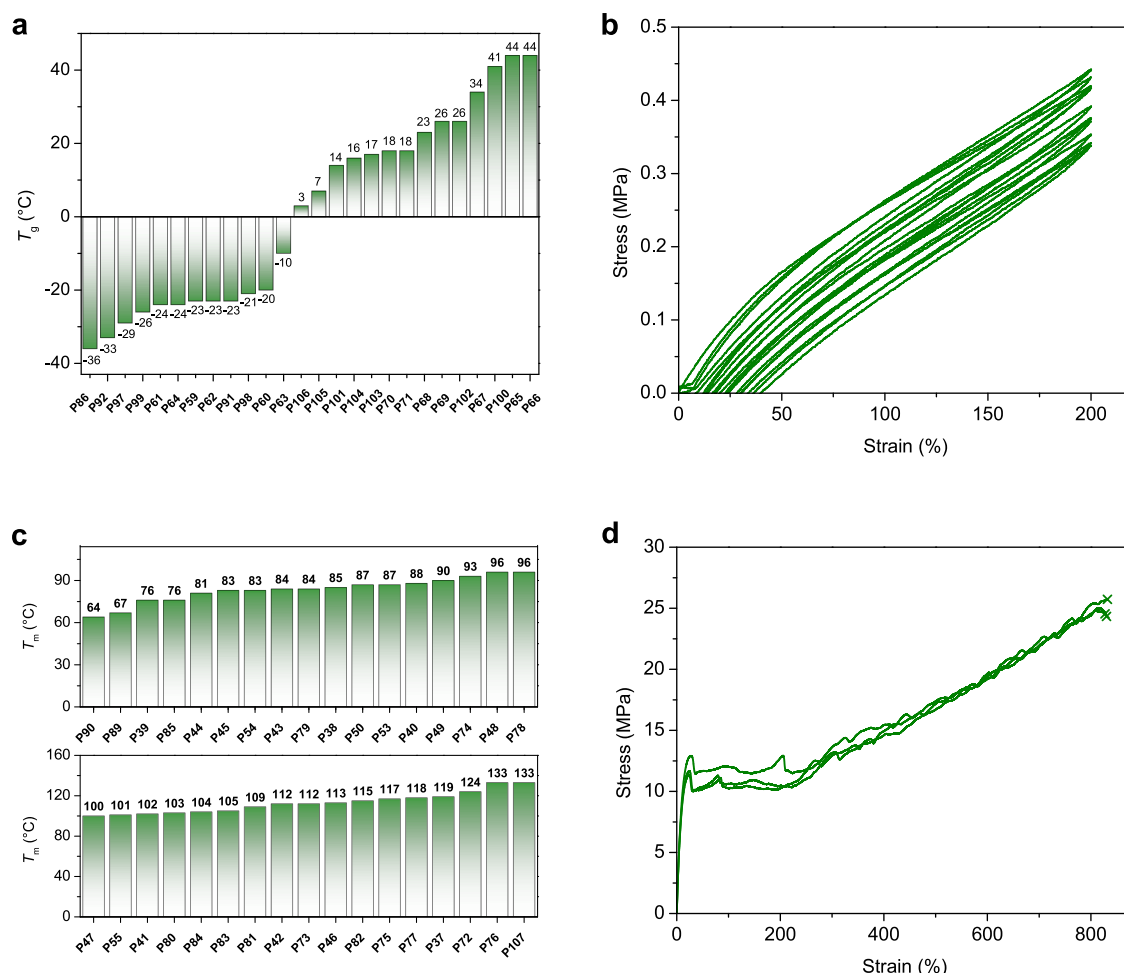 a
T_g (°C)
40
20
0
-20
-40
-36
-33
-29
-26
-24
-24
-23
-23
-23
-21
-20
-10
3
7
14
16
17
18
18
23
26
26
34
41
44
44
P86
P92
P97
P99
P61
P64
P59
P62
P91
P98
P60
P63
P106
P105
P101
P104
P103
P70
P71
P68
P69
P102
P67
P100
P65
P66
b
Stress (MPa)
0.5
0.4
0.3
0.2
0.1
0.0
0
50
100
150
200
Strain (%)
c
T_m (°C)
90
60
30
0
64
67
76
76
81
83
83
84
84
85
87
87
88
90
93
96
96
P90
P89
P39
P85
P44
P45
P54
P43
P79
P38
P50
P53
P40
P49
P74
P48
P78
T_m (°C)
160
120
80
40
0
100
101
102
103
104
105
109
112
112
113
115
117
118
119
124
133
133
P47
P55
P41
P80
P84
P83
P81
P42
P73
P46
P82
P75
P77
P37
P72
P76
P107
d
Stress (MPa)
30
25
20
15
10
5
0
0
200
400
600
800
Strain (%)